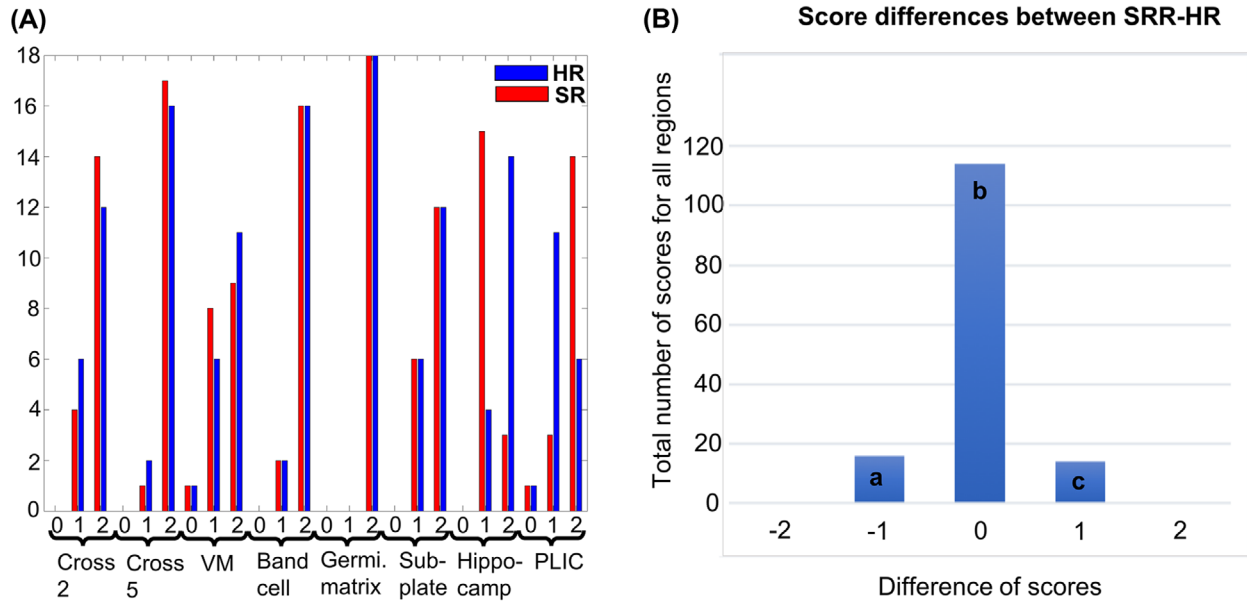 (A)
18
16
14
12
10
8
6
4
2
0
HR
SR
0 1 2 0 1 2 0 1 2 0 1 2 0 1 2 0 1 2 0 1 2 0 1 2
Cross 2
Cross 5
VM
Band cell
Germi. matrix
Sub-plate
Hippo-camp
PLIC
(B)
Score differences between SRR-HR
Total number of scores for all regions
120
100
80
60
40
20
0
a
b
c
-2 -1 0 1 2
Difference of scores